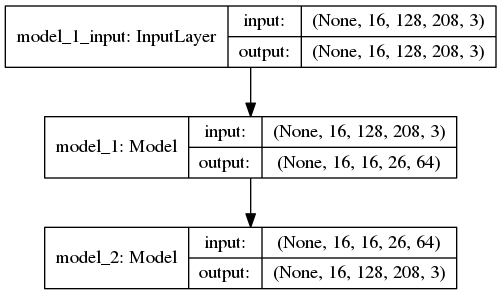 model_1_input: InputLayer
input: (None, 16, 128, 208, 3)
output: (None, 16, 128, 208, 3)
model_1: Model
input: (None, 16, 128, 208, 3)
output: (None, 16, 16, 26, 64)
model_2: Model
input: (None, 16, 16, 26, 64)
output: (None, 16, 128, 208, 3)